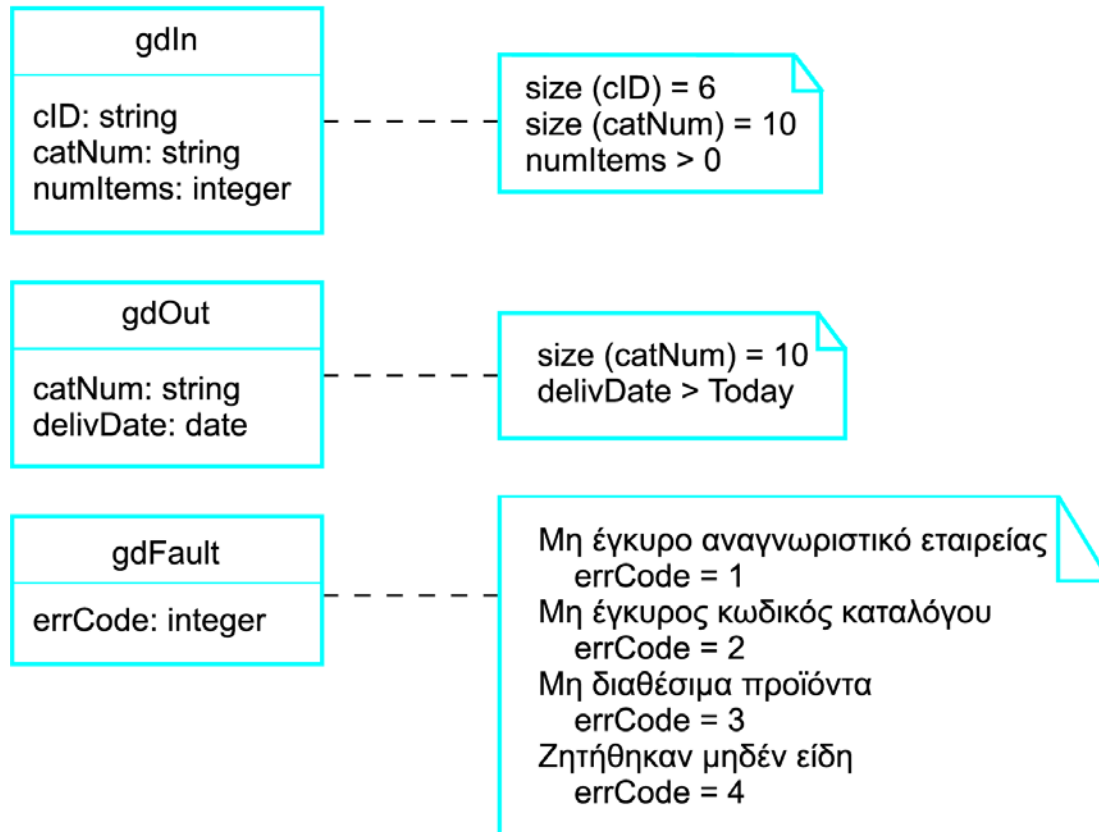 gdIn
cID: string
catNum: string
numItems: integer
size (cID) = 6
size (catNum) = 10
numItems > 0
gdOut
catNum: string
delivDate: date
size (catNum) = 10
delivDate > Today
gdFault
errCode: integer
Μη έγκυρο αναγνωριστικό εταιρείας
errCode = 1
Μη έγκυρος κωδικός καταλόγου
errCode = 2
Μη διαθέσιμα προϊόντα
errCode = 3
Ζητήθηκαν μηδέν είδη
errCode = 4